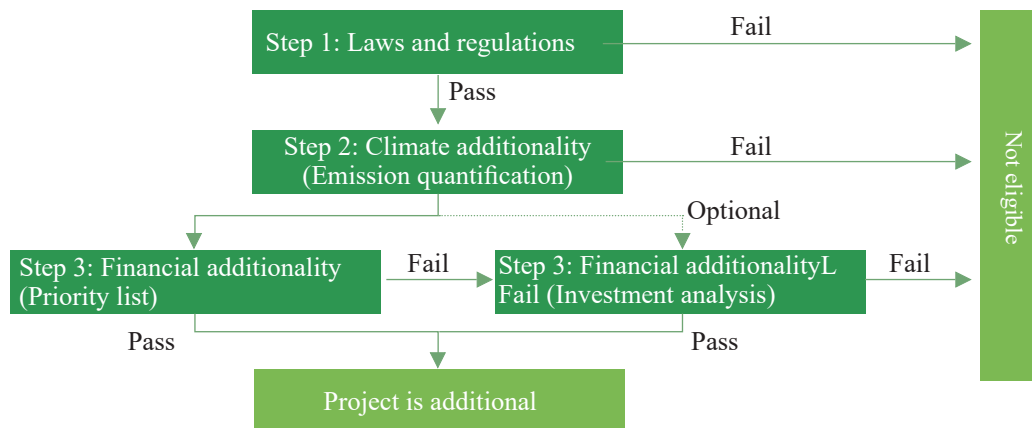 Step 1: Laws and regulations
Fail
Pass
Step 2: Climate additionality
(Emission quantification)
Fail
Optional
Step 3: Financial additionality
(Priority list)
Fail
Step 3: Financial additionalityL
Fail (Investment analysis)
Fail
Pass
Pass
Project is additional
Not eligible